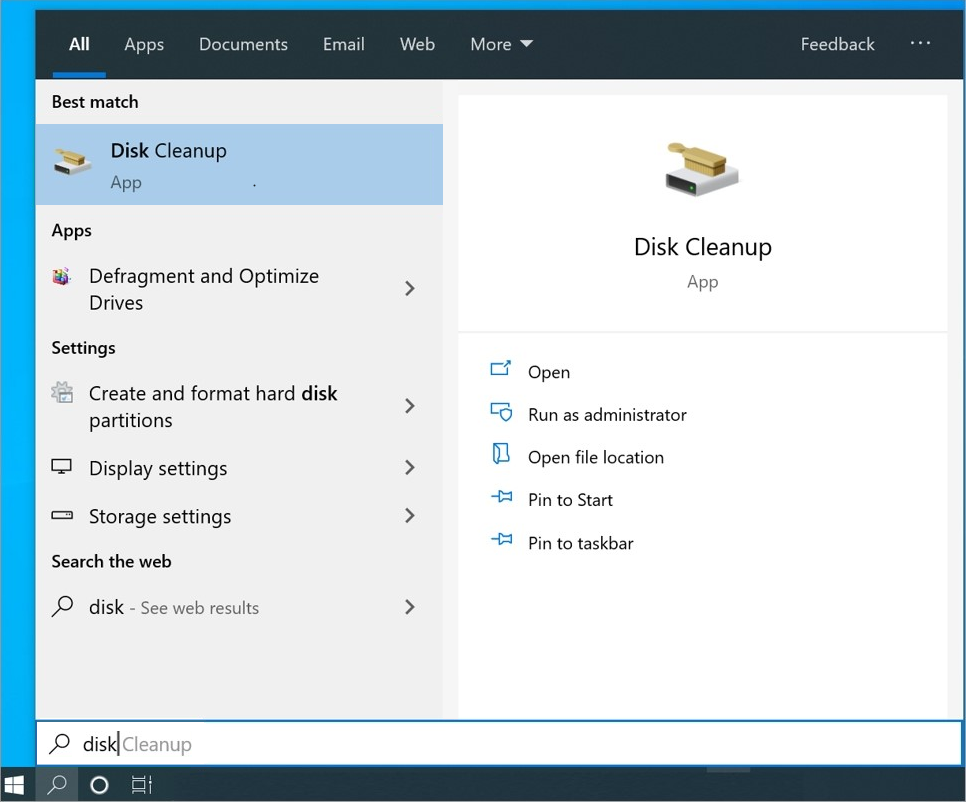 All Apps Documents Email Web More Feedback ...
Best match
Disk Cleanup
App
Apps
Defragment and Optimize
Drives
Settings
Create and format hard disk
partitions
Display settings
Storage settings
Search the web
disk - See web results
Disk Cleanup
App
Open
Run as administrator
Open file location
Pin to Start
Pin to taskbar
disk Cleanup